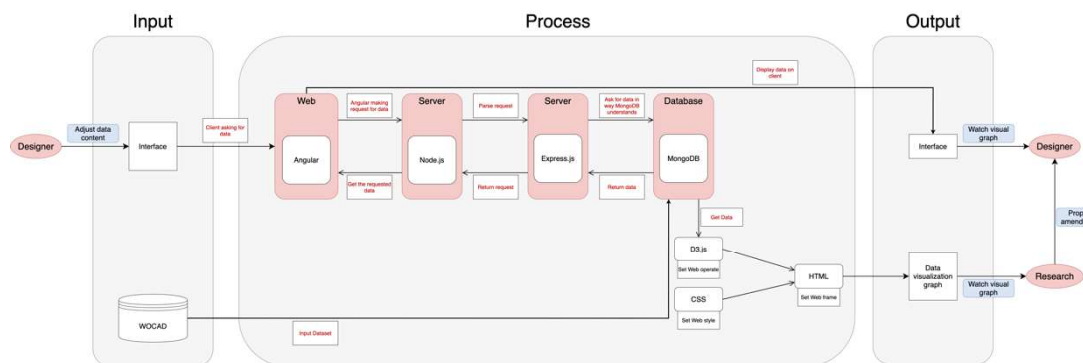 Input
Process
Output
Display data on
client
Web
Server
Server
Database
Angular making
request for data
Parse request
Ask for data in
way MongoDB
understands
Adjust data
content
Client asking for
data
Watch visual
graph
Designer
Interface
Angular
Node.js
Express.js
MongoDB
Interface
Designer
Get the requested
data
Return request
Return data
Get Data
Prop
amend
D3.js
Set Web operate
HTML
Set Web frame
Data
visualization
graph
Research
Watch visual
graph
CSS
Set Web style
WOCAD
Input Dataset